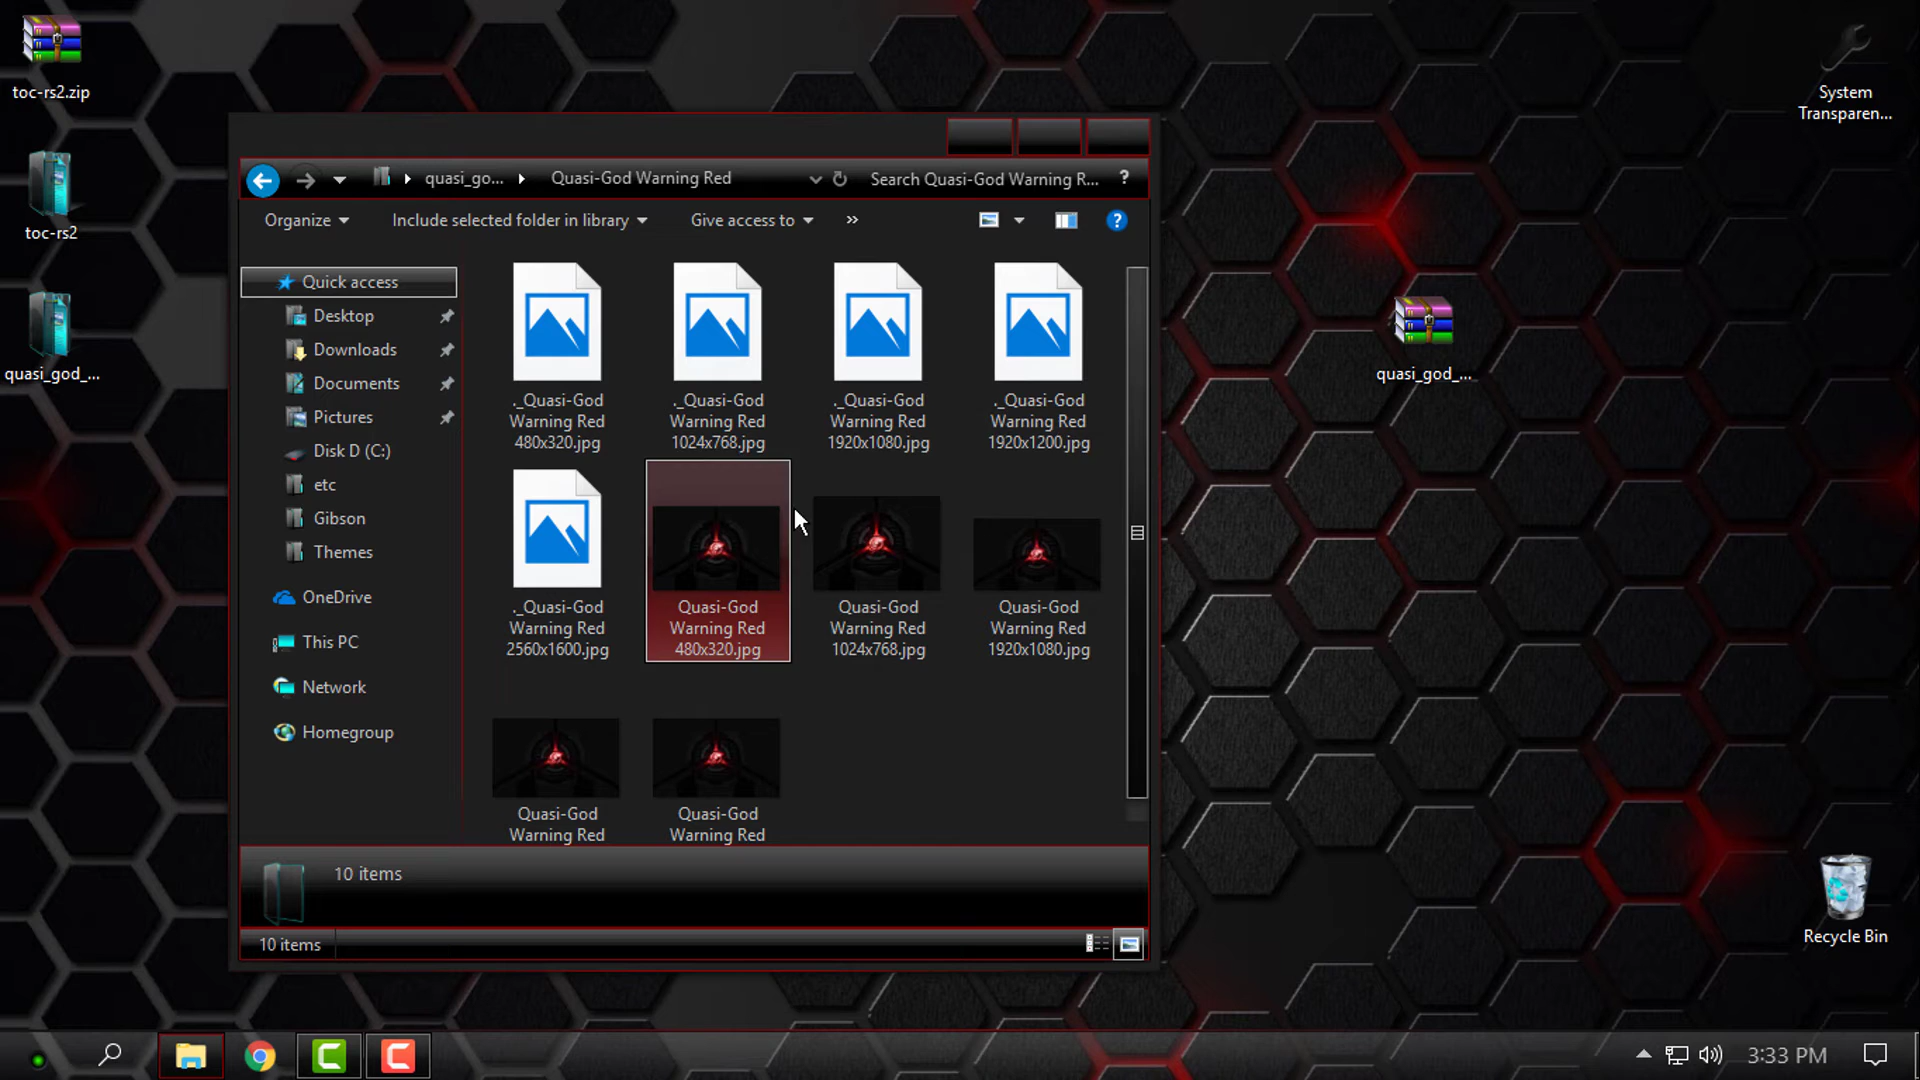 toc-rs2.zip
toc-rs2
quasi_god_...
System
Transparen...
quasi_god_...
Recycle Bin
quasi_go...
Quasi-God Warning Red
Search Quasi-God Warning R...
?
Organize
Include selected folder in library
Give access to
»
?
Quick access
Desktop
Downloads
Documents
Pictures
Disk D (C:)
etc
Gibson
Themes
OneDrive
This PC
Network
Homegroup
._Quasi-God
Warning Red
480x320.jpg
._Quasi-God
Warning Red
1024x768.jpg
._Quasi-God
Warning Red
1920x1080.jpg
._Quasi-God
Warning Red
1920x1200.jpg
._Quasi-God
Warning Red
2560x1600.jpg
Quasi-God
Warning Red
480x320.jpg
Quasi-God
Warning Red
1024x768.jpg
Quasi-God
Warning Red
1920x1080.jpg
Quasi-God
Warning Red
Quasi-God
Warning Red
10 items
10 items
3:33 PM